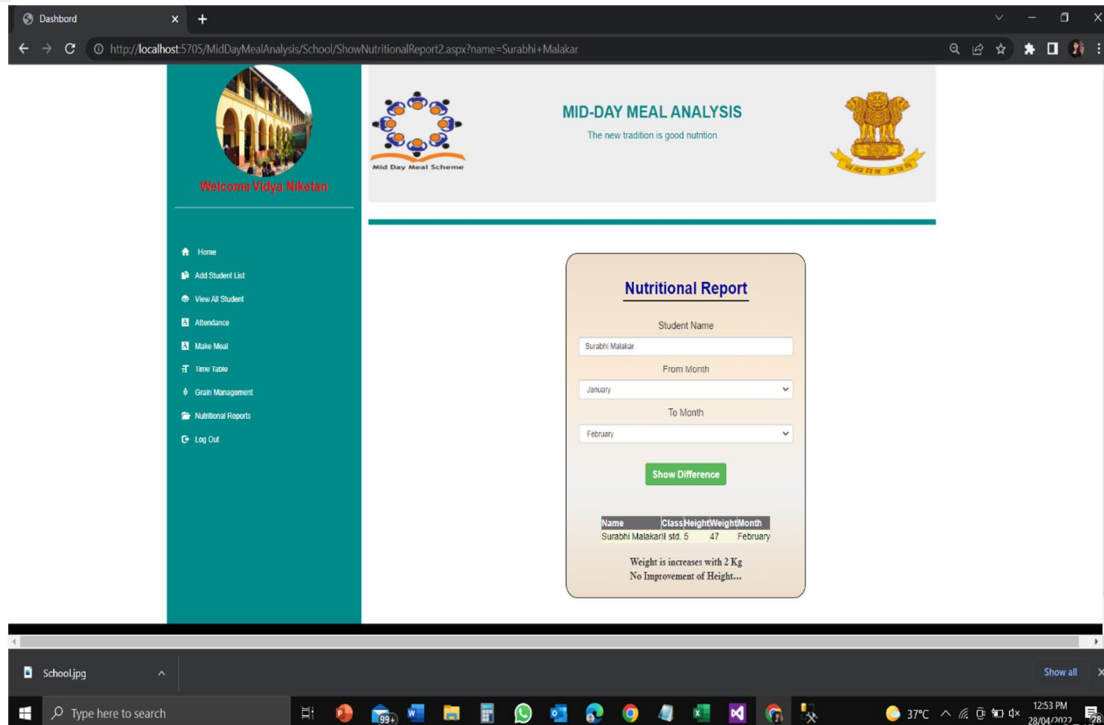 Dashbord
http://localhost:5705/MidDayMealAnalysis/School/ShowNutritionalReport2.aspx?name=Surabhi+Malakar
Welcome Vidya Niketan
Home
Add Student List
View All Student
Attendance
Make Meal
Time Table
Grain Management
Nutritional Reports
Log Out
Mid Day Meal Scheme
MID-DAY MEAL ANALYSIS
The new tradition is good nutrition
Nutritional Report
Student Name
Surabhi Malakar
From Month
January
To Month
February
Show Difference
Name Class Height Weight Month
Surabhi Malakar II std. 5 47 February
Weight is increases with 2 Kg
No Improvement of Height...
School.jpg
Show all
Type here to search
99+
37°C
12:53 PM
28/04/2022